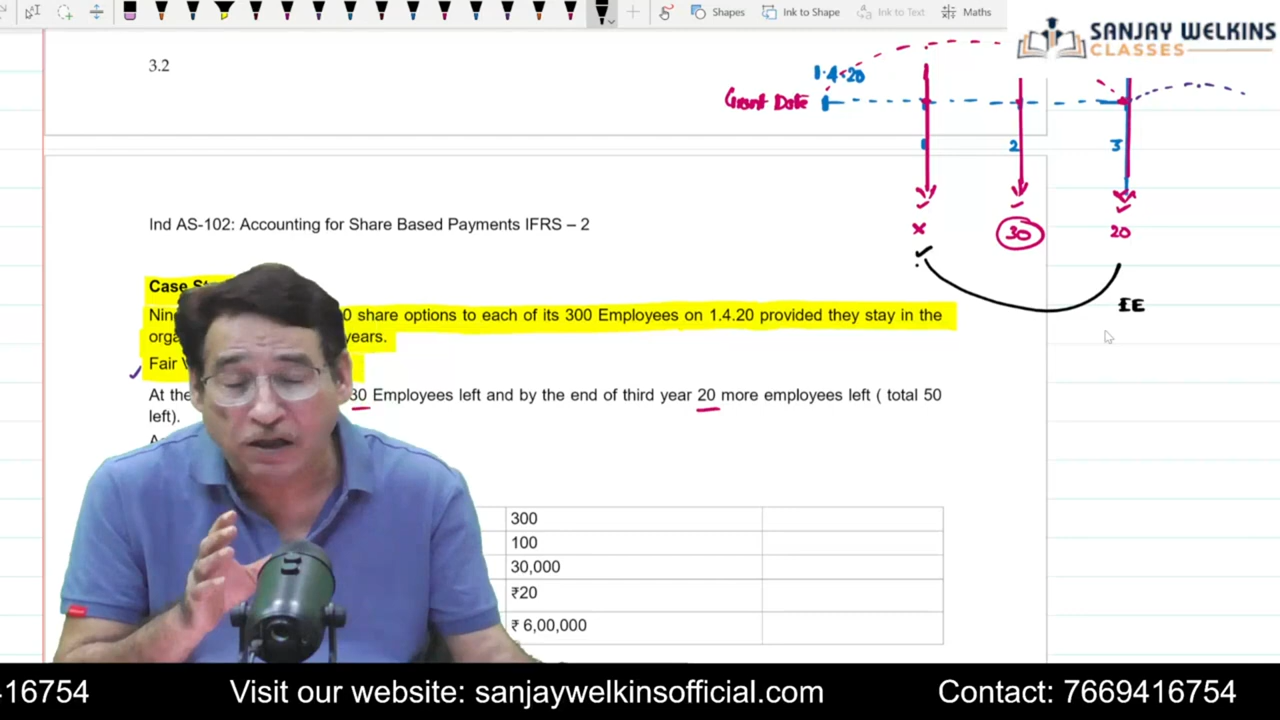 Shapes
Ink to Shape
Ink to Text
Maths
SANJAY WELKINS
CLASSES
3.2
1.4.20
Grant Date
1
2
3
x
30
20
EE
Ind AS-102: Accounting for Share Based Payments IFRS – 2
Case
0 share options to each of its 300 Employees on 1.4.20 provided they stay in the
years.
Fair
At the 30 Employees left and by the end of third year 20 more employees left ( total 50
left).
300
100
30,000
₹20
₹ 6,00,000
16754 Visit our website: sanjaywelkinsofficial.com Contact: 7669416754